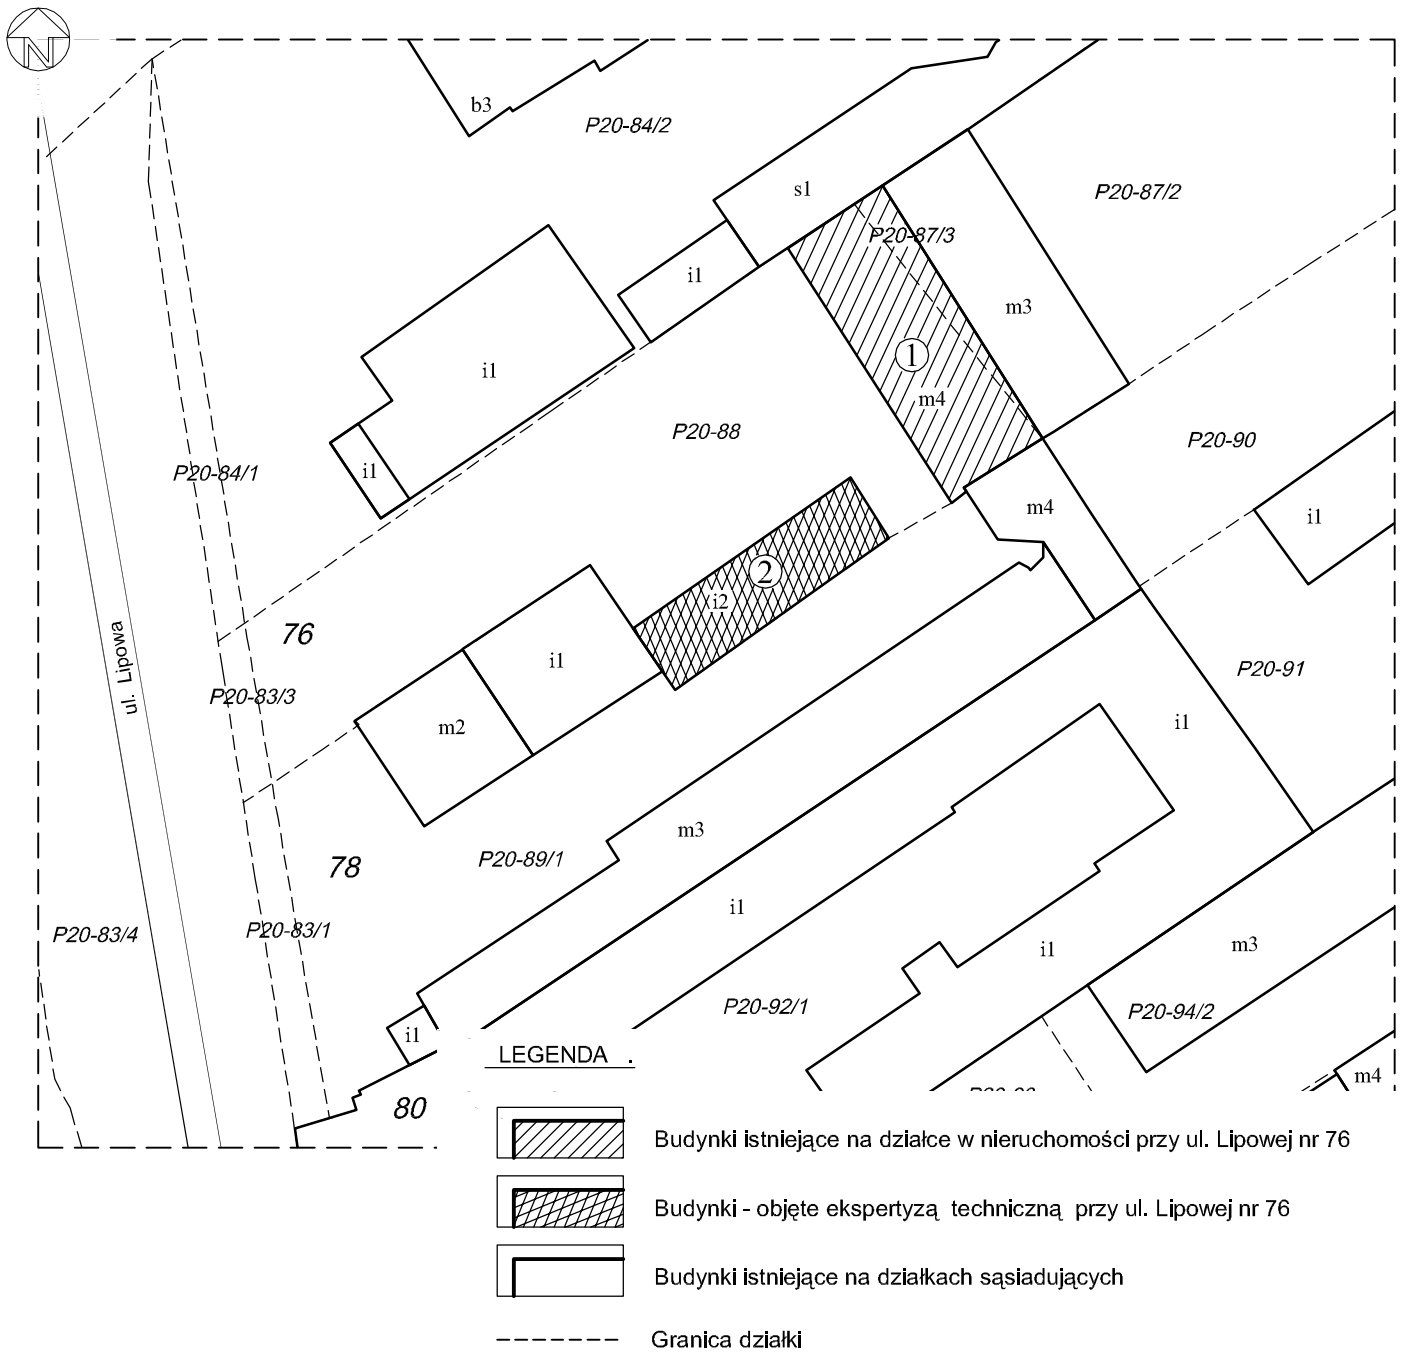 N
b3
P20-84/2
s1
P20-87/2
P20-87/3
i1
m3
1
i1
m4
P20-88
P20-90
i1
P20-84/1
m4
i1
2
i2
ul. Lipowa
76
i1
P20-91
P20-83/3
m2
i1
m3
78
P20-89/1
i1
P20-83/4
P20-83/1
i1
m3
P20-92/1
P20-94/2
i1
m4
80
LEGENDA .
Budynki istniejące na działce w nieruchomości przy ul. Lipowej nr 76
Budynki - objęte ekspertyzą techniczną przy ul. Lipowej nr 76
Budynki istniejące na działkach sąsiadujących
Granica działki